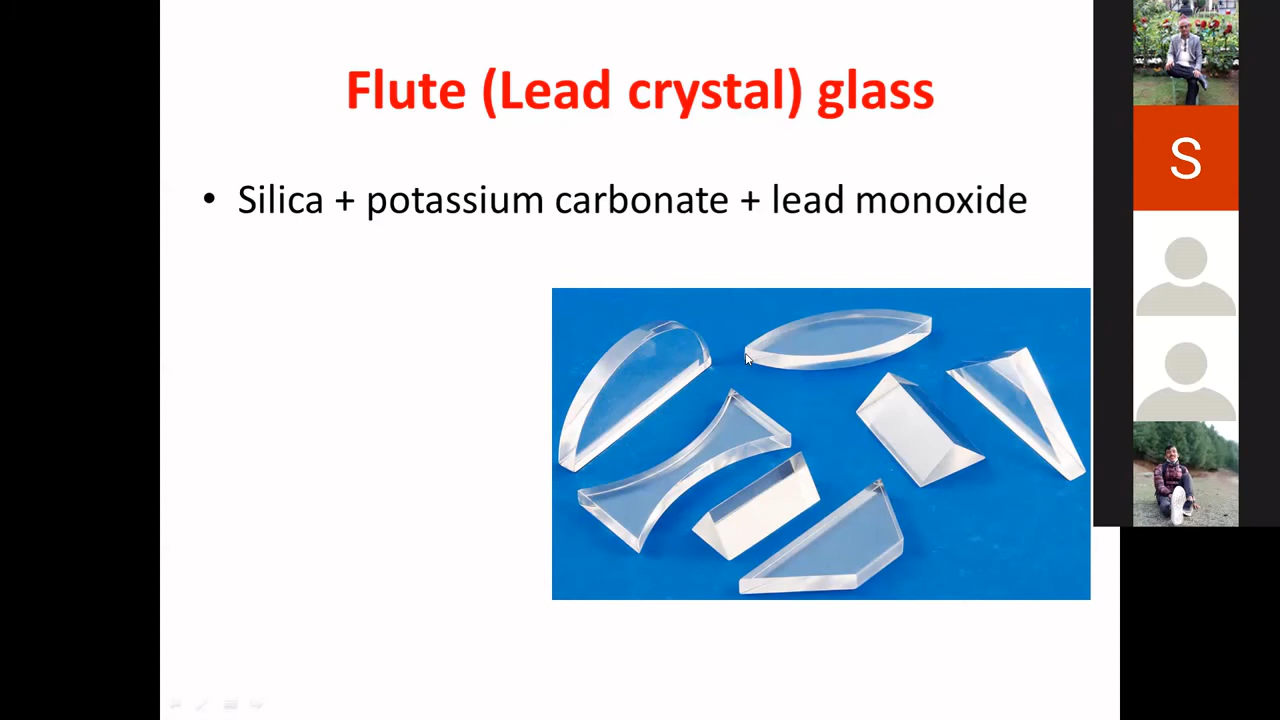 Flute (Lead crystal) glass
• Silica + potassium carbonate + lead monoxide
S